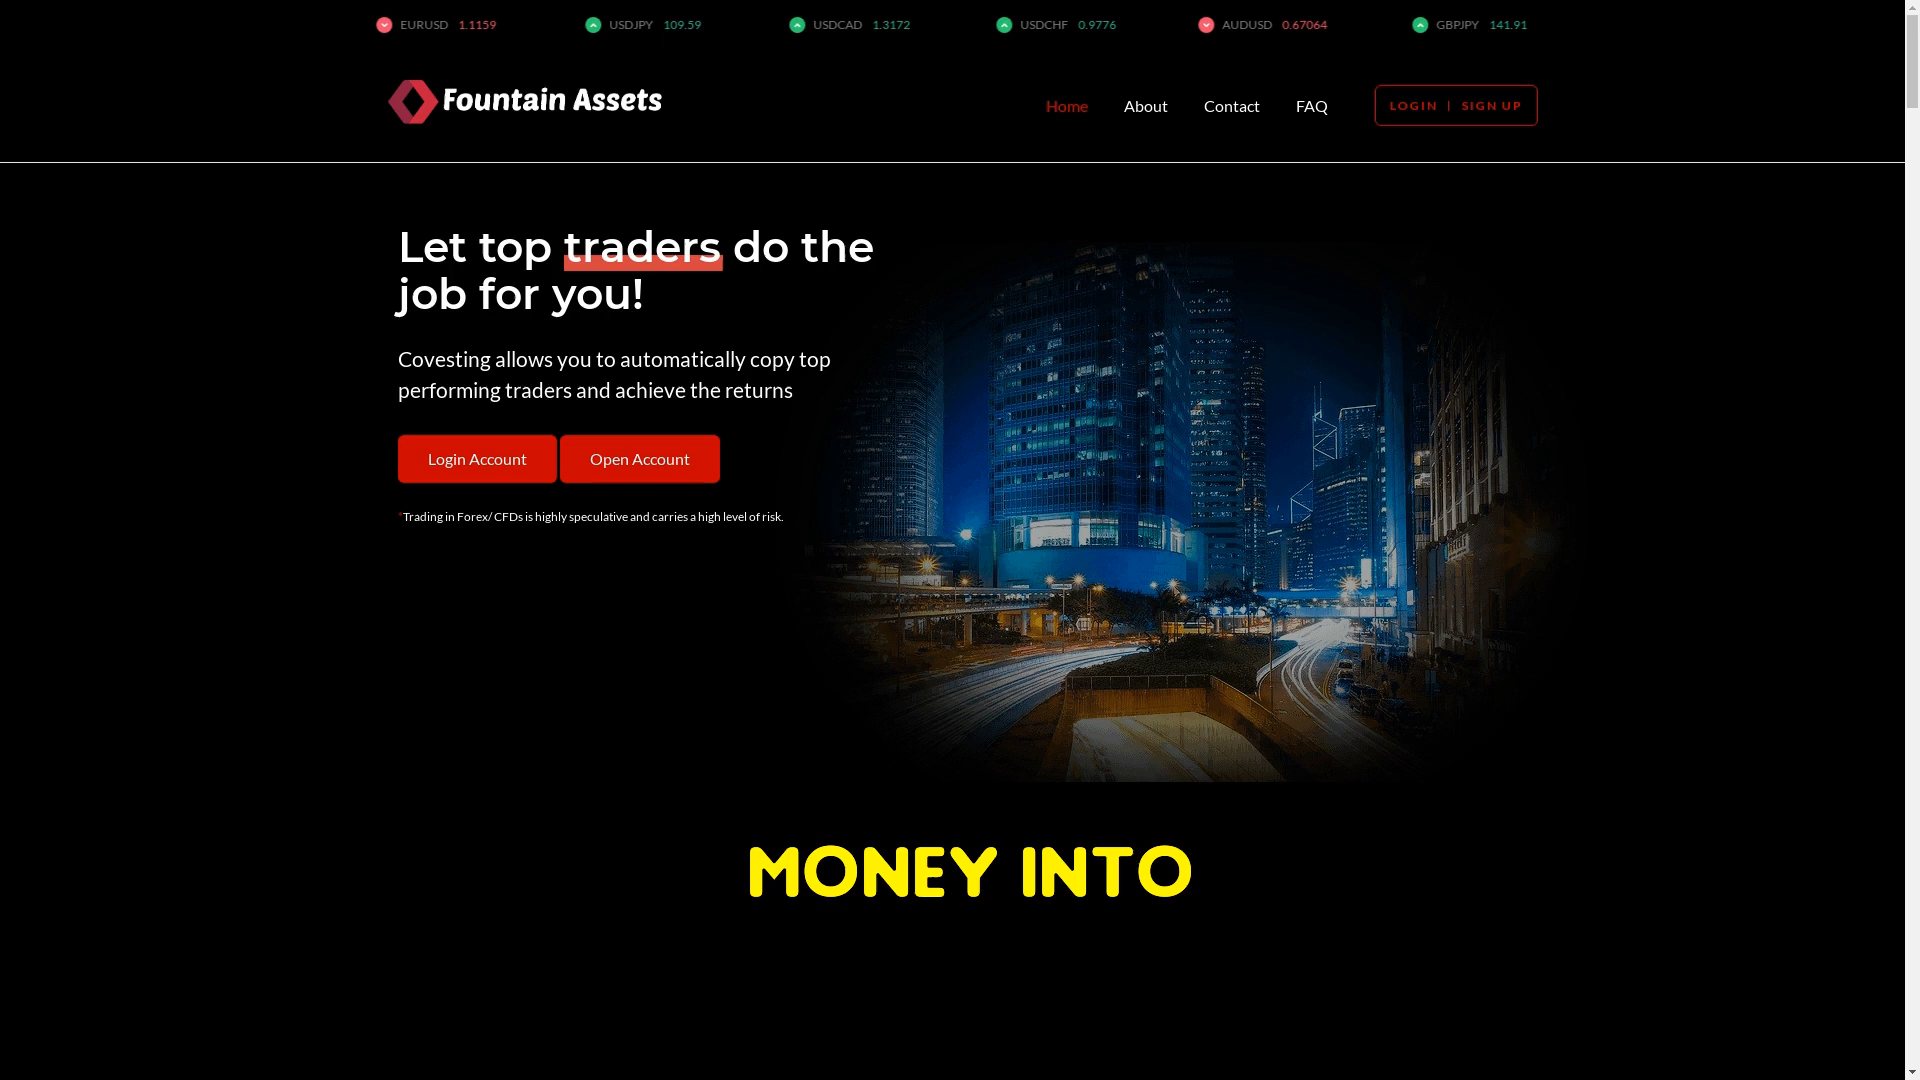 EURUSD 1.1159 USDJPY 109.59 USDCAD 1.3172 USDCHF 0.9776 AUDUSD 0.67064 GBPJPY 141.91
Fountain Assets
Home About Contact FAQ LOGIN | SIGN UP
Let top traders do the
job for you!
Covesting allows you to automatically copy top
performing traders and achieve the returns
Login Account Open Account
*Trading in Forex/ CFDs is highly speculative and carries a high level of risk.
MONEY INTO